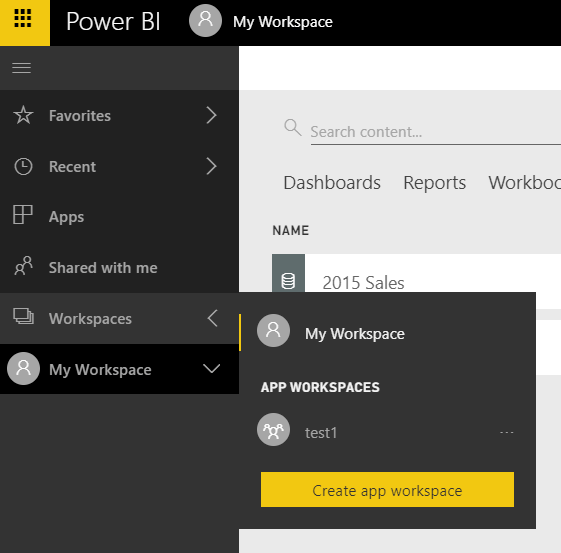 Power BI My Workspace
Favorites
Search content...
Recent
Dashboards Reports Workboo
Apps
NAME
Shared with me
2015 Sales
Workspaces
My Workspace
My Workspace
APP WORKSPACES
test1 ...
Create app workspace